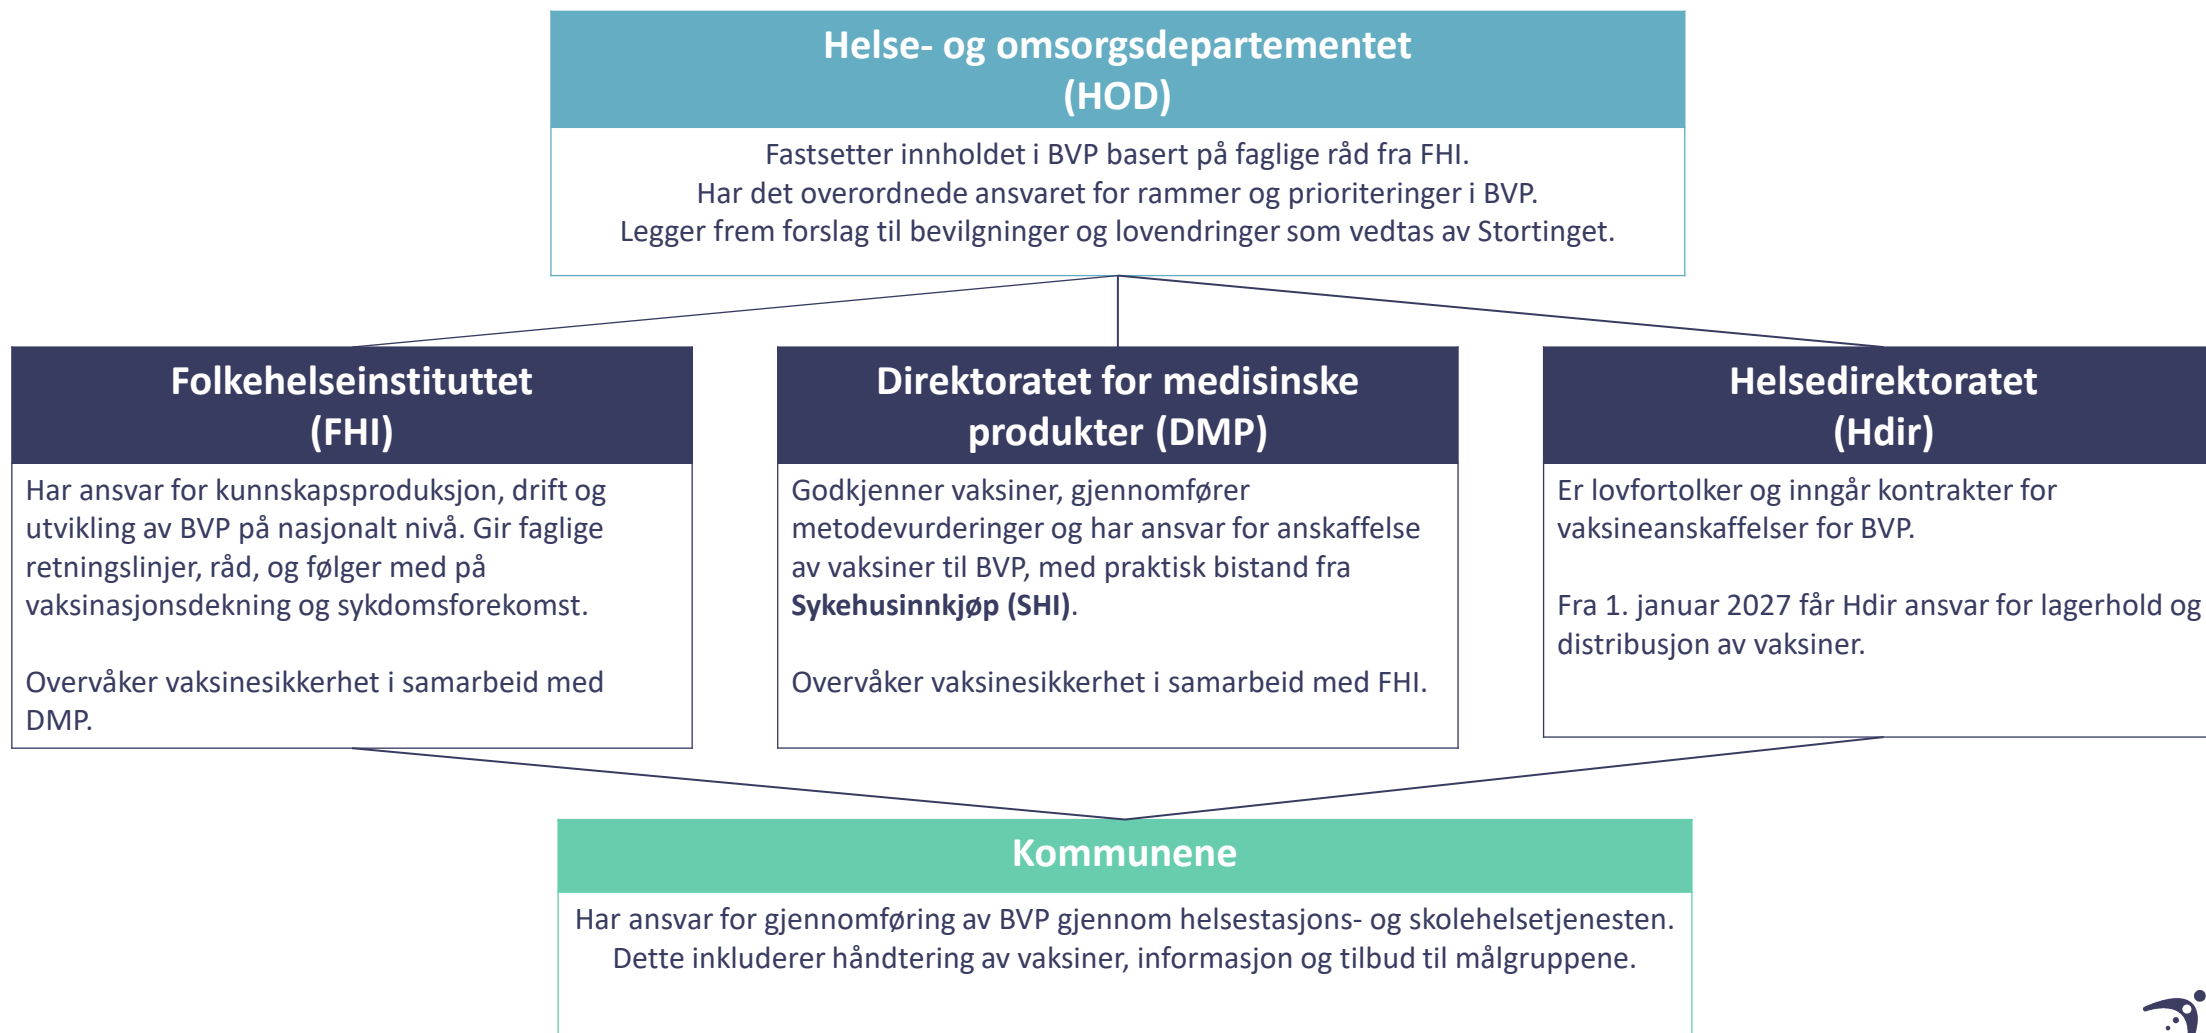 Helse- og omsorgsdepartementet
(HOD)
Fastsetter innholdet i BVP basert på faglige råd fra FHI.
Har det overordnede ansvaret for rammer og prioriteringer i BVP.
Legger frem forslag til bevilgninger og lovendringer som vedtas av Stortinget.
Folkehelseinstituttet
(FHI)
Har ansvar for kunnskapsproduksjon, drift og
utvikling av BVP på nasjonalt nivå. Gir faglige
retningslinjer, råd, og følger med på
vaksinasjonsdekning og sykdomsforekomst.
Overvåker vaksinesikkerhet i samarbeid med
DMP.
Direktoratet for medisinske
produkter (DMP)
Godkjenner vaksiner, gjennomfører
metodevurderinger og har ansvar for anskaffelse
av vaksiner til BVP, med praktisk bistand fra
Sykehusinnkjøp (SHI).
Overvåker vaksinesikkerhet i samarbeid med FHI.
Helsedirektoratet
(Hdir)
Er lovfortolker og inngår kontrakter for
vaksineanskaffelser for BVP.
Fra 1. januar 2027 får Hdir ansvar for lagerhold og
distribusjon av vaksiner.
Kommunene
Har ansvar for gjennomføring av BVP gjennom helsestasjons- og skolehelsetjenesten.
Dette inkluderer håndtering av vaksiner, informasjon og tilbud til målgruppene.